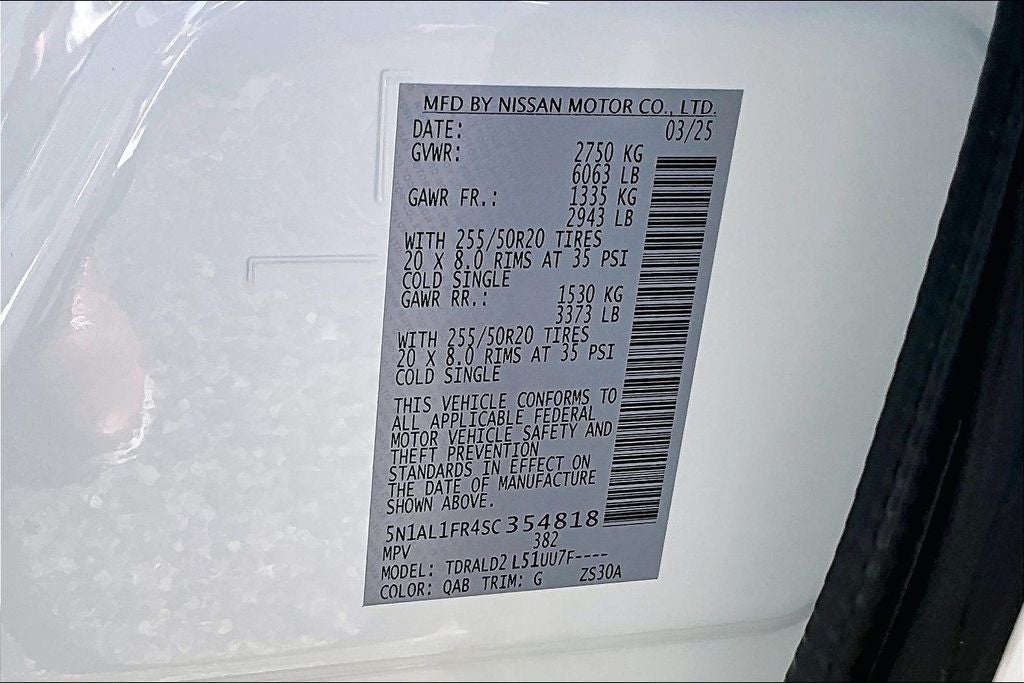 MFD BY NISSAN MOTOR CO., LTD.
DATE: 03/25
GVWR: 2750 KG
6063 LB
GAWR FR.: 1335 KG
2943 LB
WITH 255/50R20 TIRES
20 X 8.0 RIMS AT 35 PSI
COLD SINGLE
GAWR RR.: 1530 KG
3373 LB
WITH 255/50R20 TIRES
20 X 8.0 RIMS AT 35 PSI
COLD SINGLE
THIS VEHICLE CONFORMS TO
ALL APPLICABLE FEDERAL
MOTOR VEHICLE SAFETY AND
THEFT PREVENTION
STANDARDS IN EFFECT ON
THE DATE OF MANUFACTURE
SHOWN ABOVE.
5N1AL1FR4SC354818
MPV 382
MODEL: TDRALD2 L51UU7F----
COLOR: QAB TRIM: G ZS30A